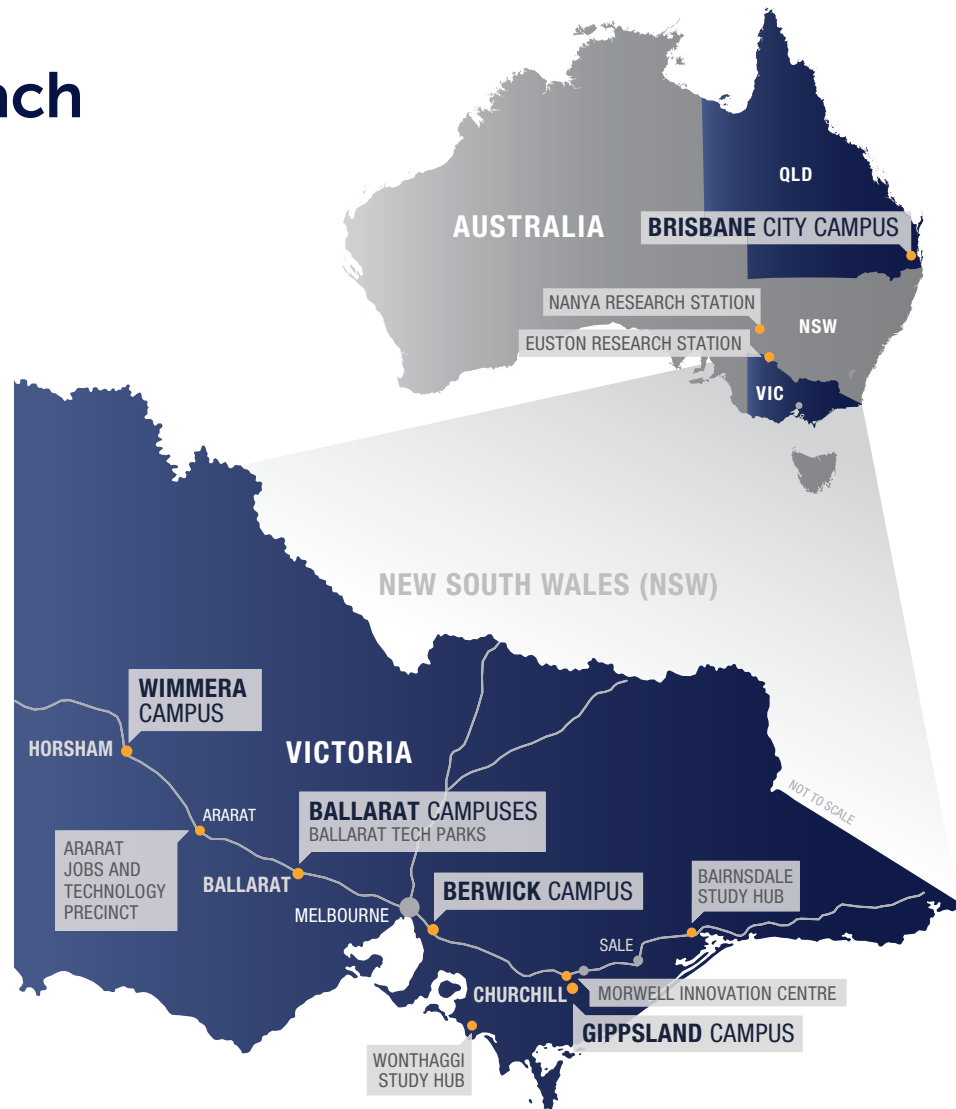 nch
QLD
AUSTRALIA
BRISBANE CITY CAMPUS
NANYA RESEARCH STATION
NSW
EUSTON RESEARCH STATION
VIC
NEW SOUTH WALES (NSW)
WIMMERA
CAMPUS
HORSHAM
VICTORIA
NOT TO SCALE
ARARAT
BALLARAT CAMPUSES
BALLARAT TECH PARKS
ARARAT
JOBS AND
TECHNOLOGY
PRECINCT
BALLARAT
MELBOURNE
BERWICK CAMPUS
BAIRNSDALE
STUDY HUB
SALE
CHURCHILL
MORWELL INNOVATION CENTRE
GIPPSLAND CAMPUS
WONTHAGGI
STUDY HUB